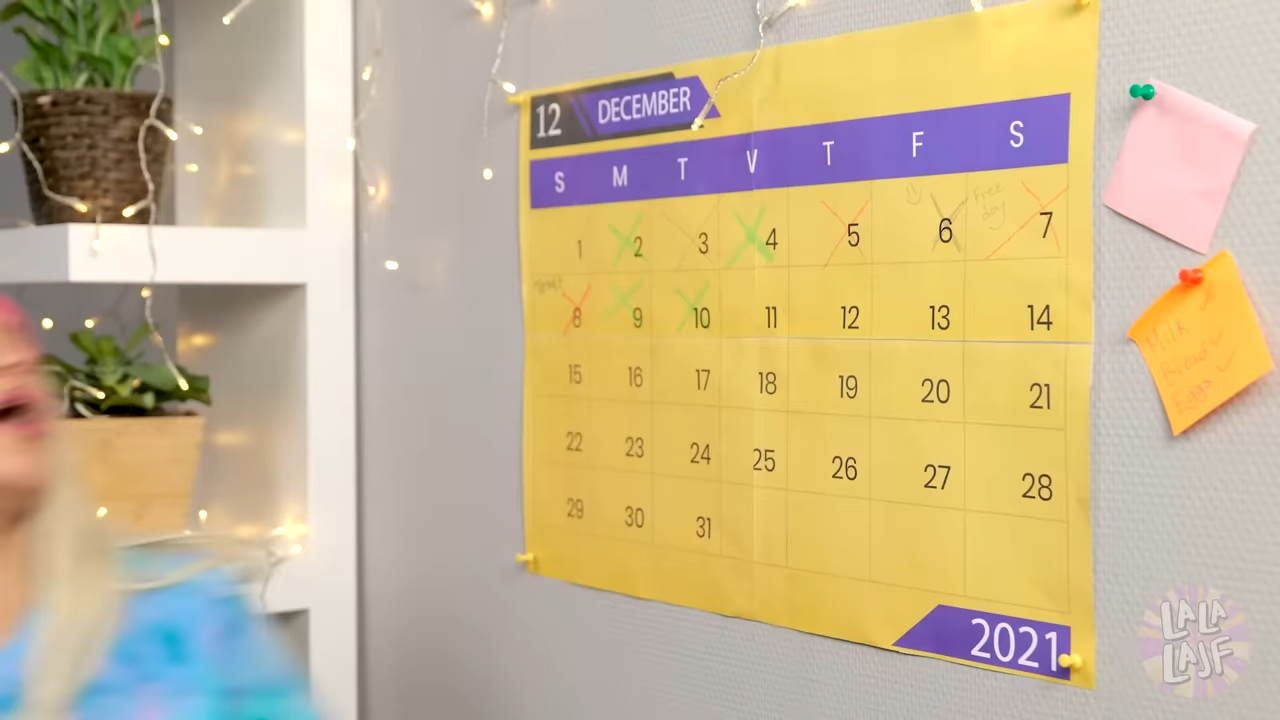 12 DECEMBER
S M T V T F S
1 2 3 4 5 6 7
Free
day
8 9 10 11 12 13 14
15 16 17 18 19 20 21
22 23 24 25 26 27 28
29 30 31
2021
Milk
Bread
Eggs
LALA
LAJF